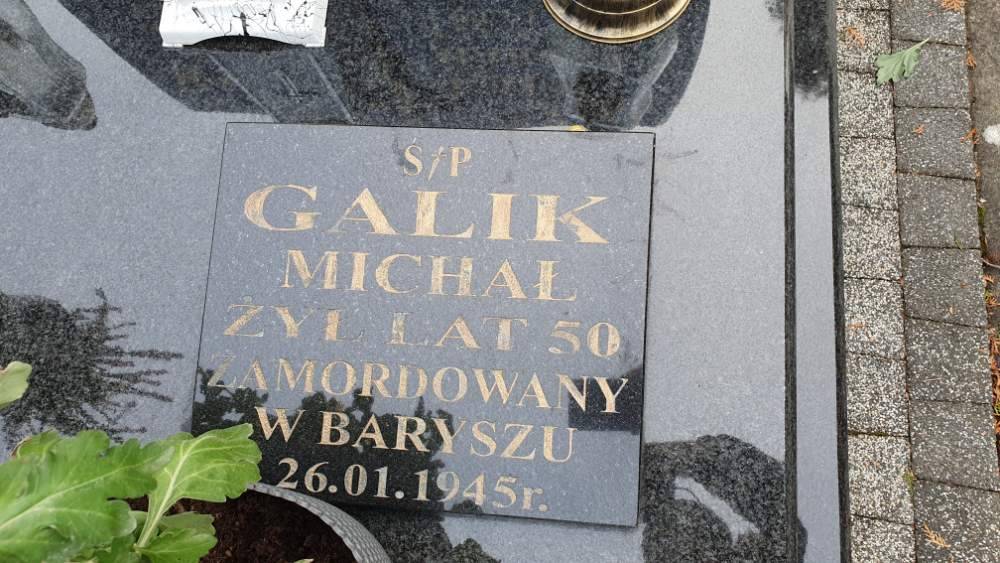 Ś†P
GALIK
MICHAŁ
ŻYŁ LAT 50
ZAMORDOWANY
W BARYSZU
26.01.1945r.